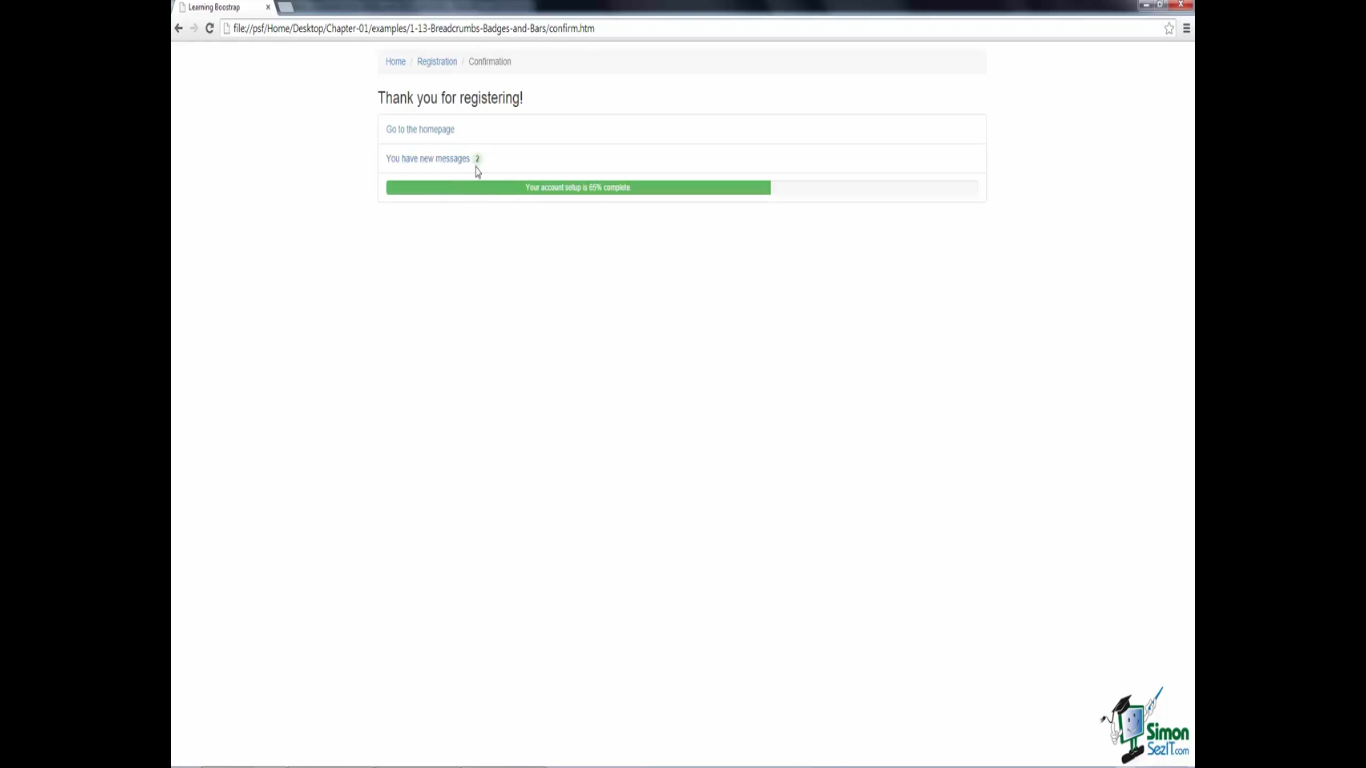 Learning Boostrap
file://psf/Home/Desktop/Chapter-01/examples/1-13-Breadcrumbs-Badges-and-Bars/confirm.htm
Home / Registration / Confirmation
Thank you for registering!
Go to the homepage
You have new messages 2
Your account setup is 65% complete.
Simon
SezIT.com